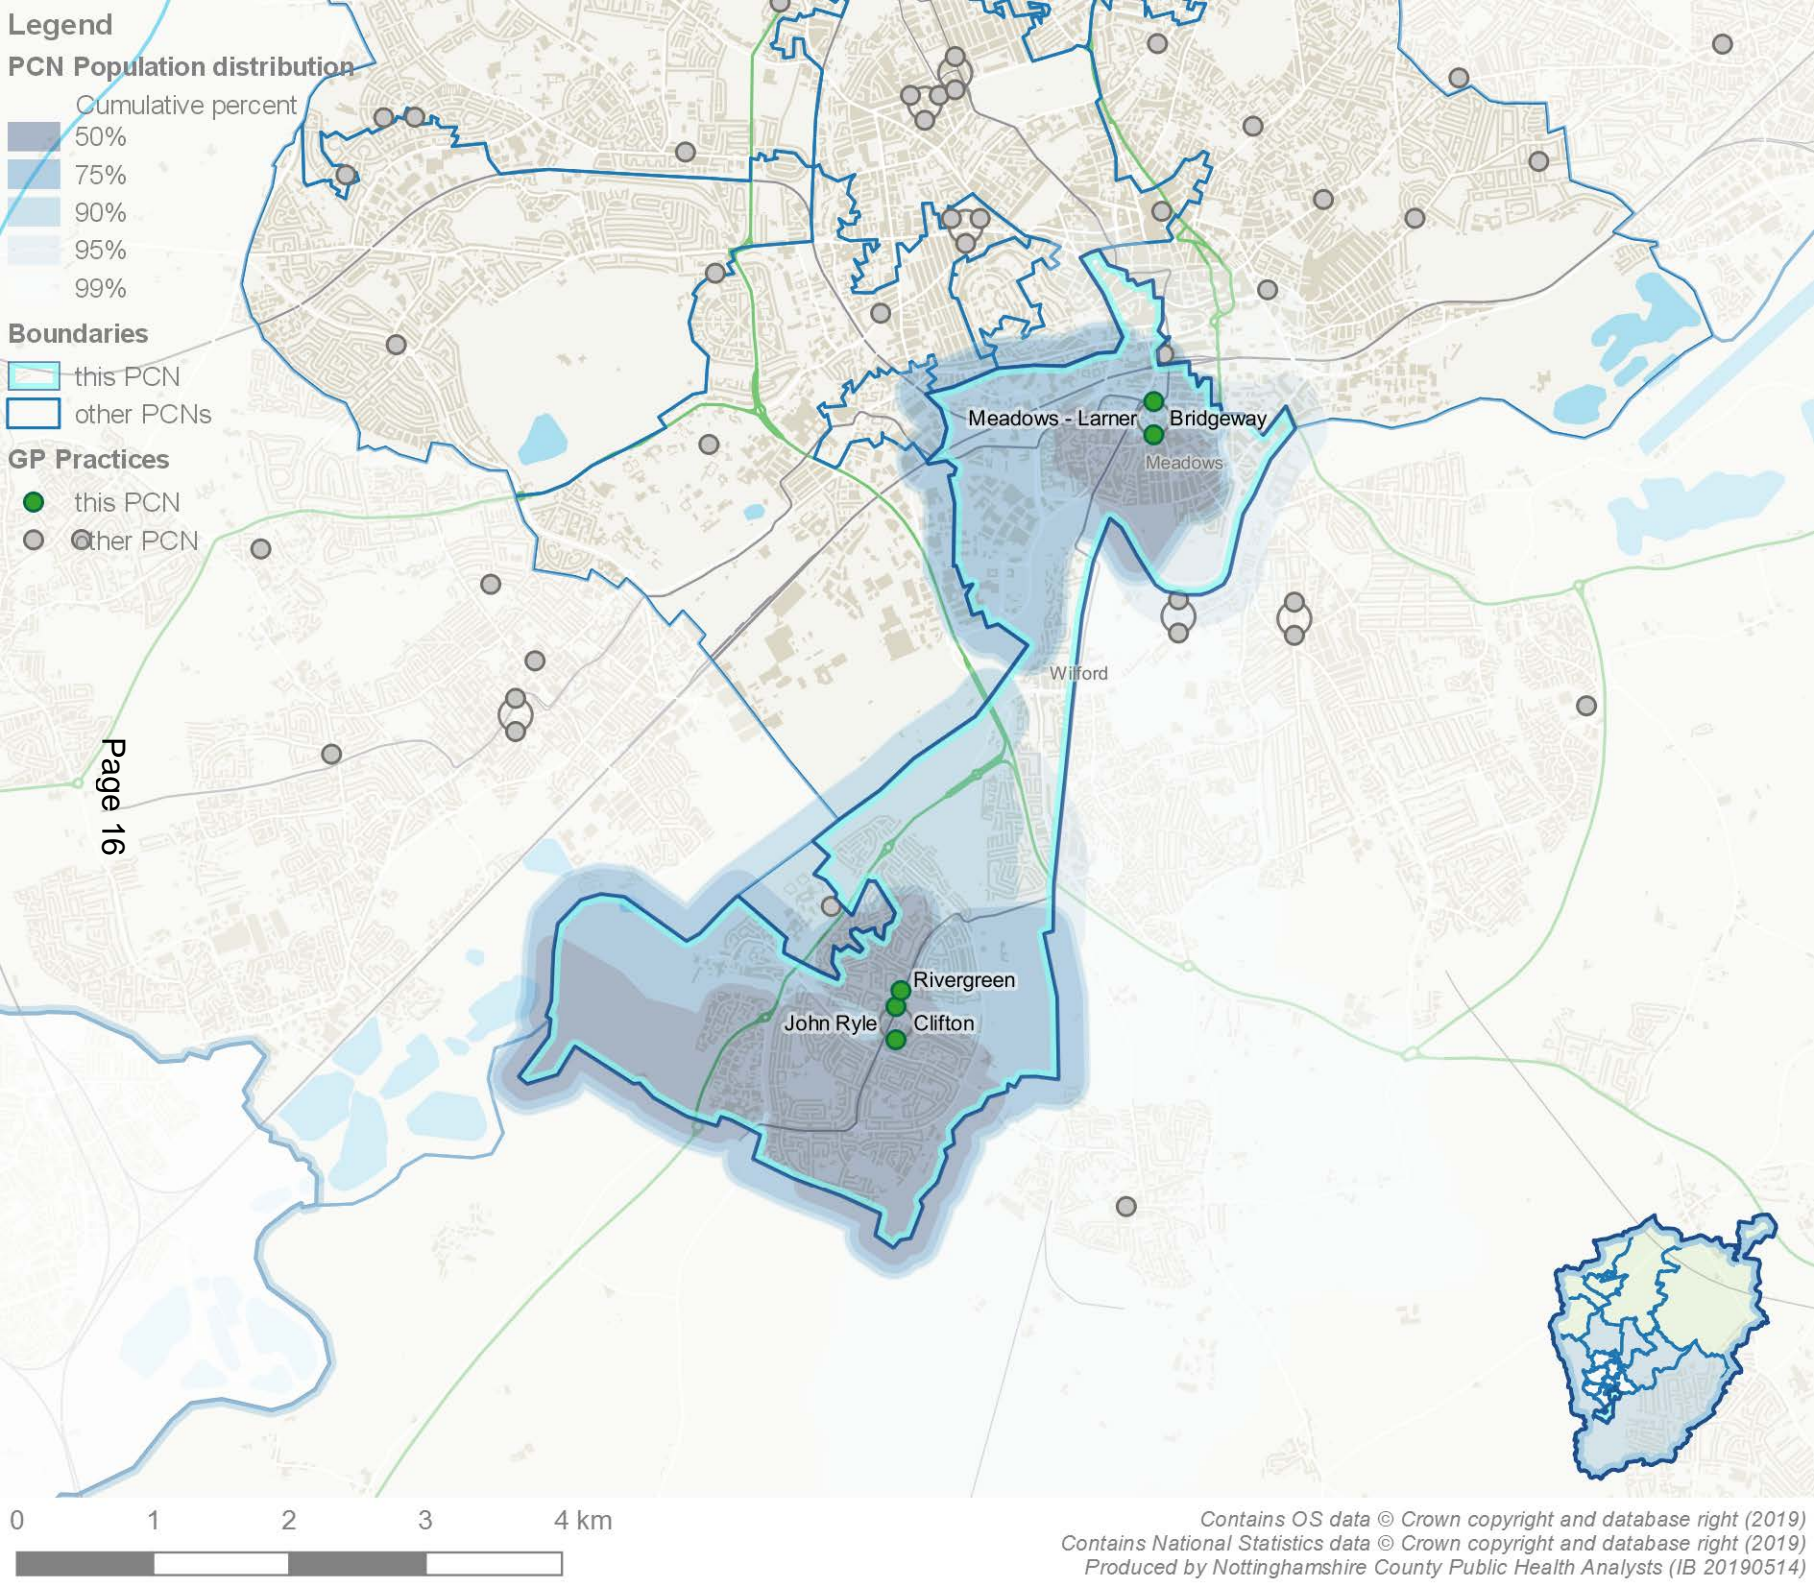 Legend
PCN Population distribution
Cumulative percent
50%
75%
90%
95%
99%
Boundaries
this PCN
other PCNs
GP Practices
this PCN
other PCN
Meadows - Larner
Bridgeway
Meadows
Wilford
Page 16
Rivergreen
John Ryle
Clifton
0 1 2 3 4 km
Contains OS data © Crown copyright and database right (2019)
Contains National Statistics data © Crown copyright and database right (2019)
Produced by Nottinghamshire County Public Health Analysts (IB 20190514)